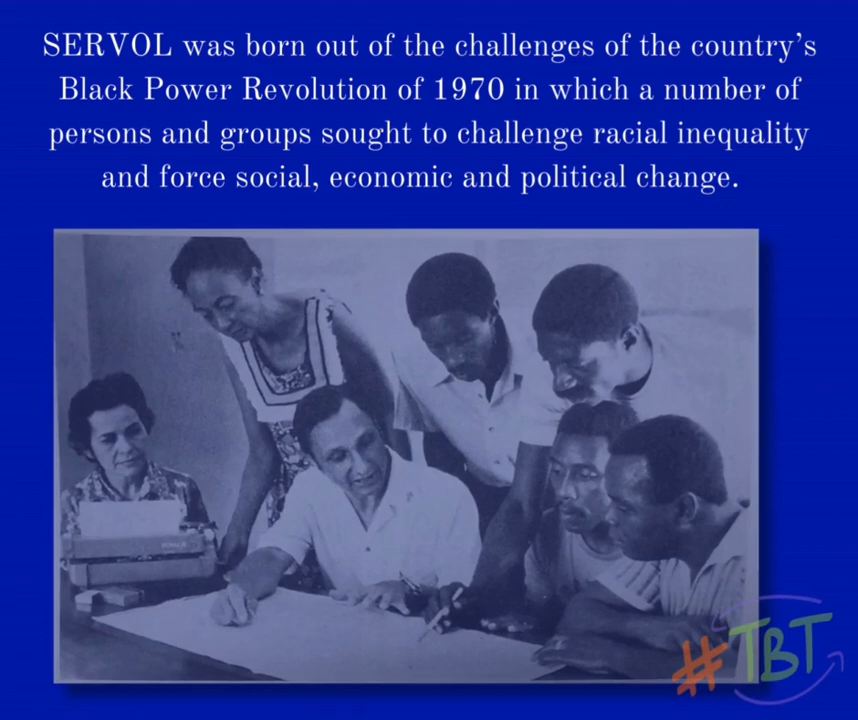 SERVOL was born out of the challenges of the country's
Black Power Revolution of 1970 in which a number of
persons and groups sought to challenge racial inequality
and force social, economic and political change.
#TBT